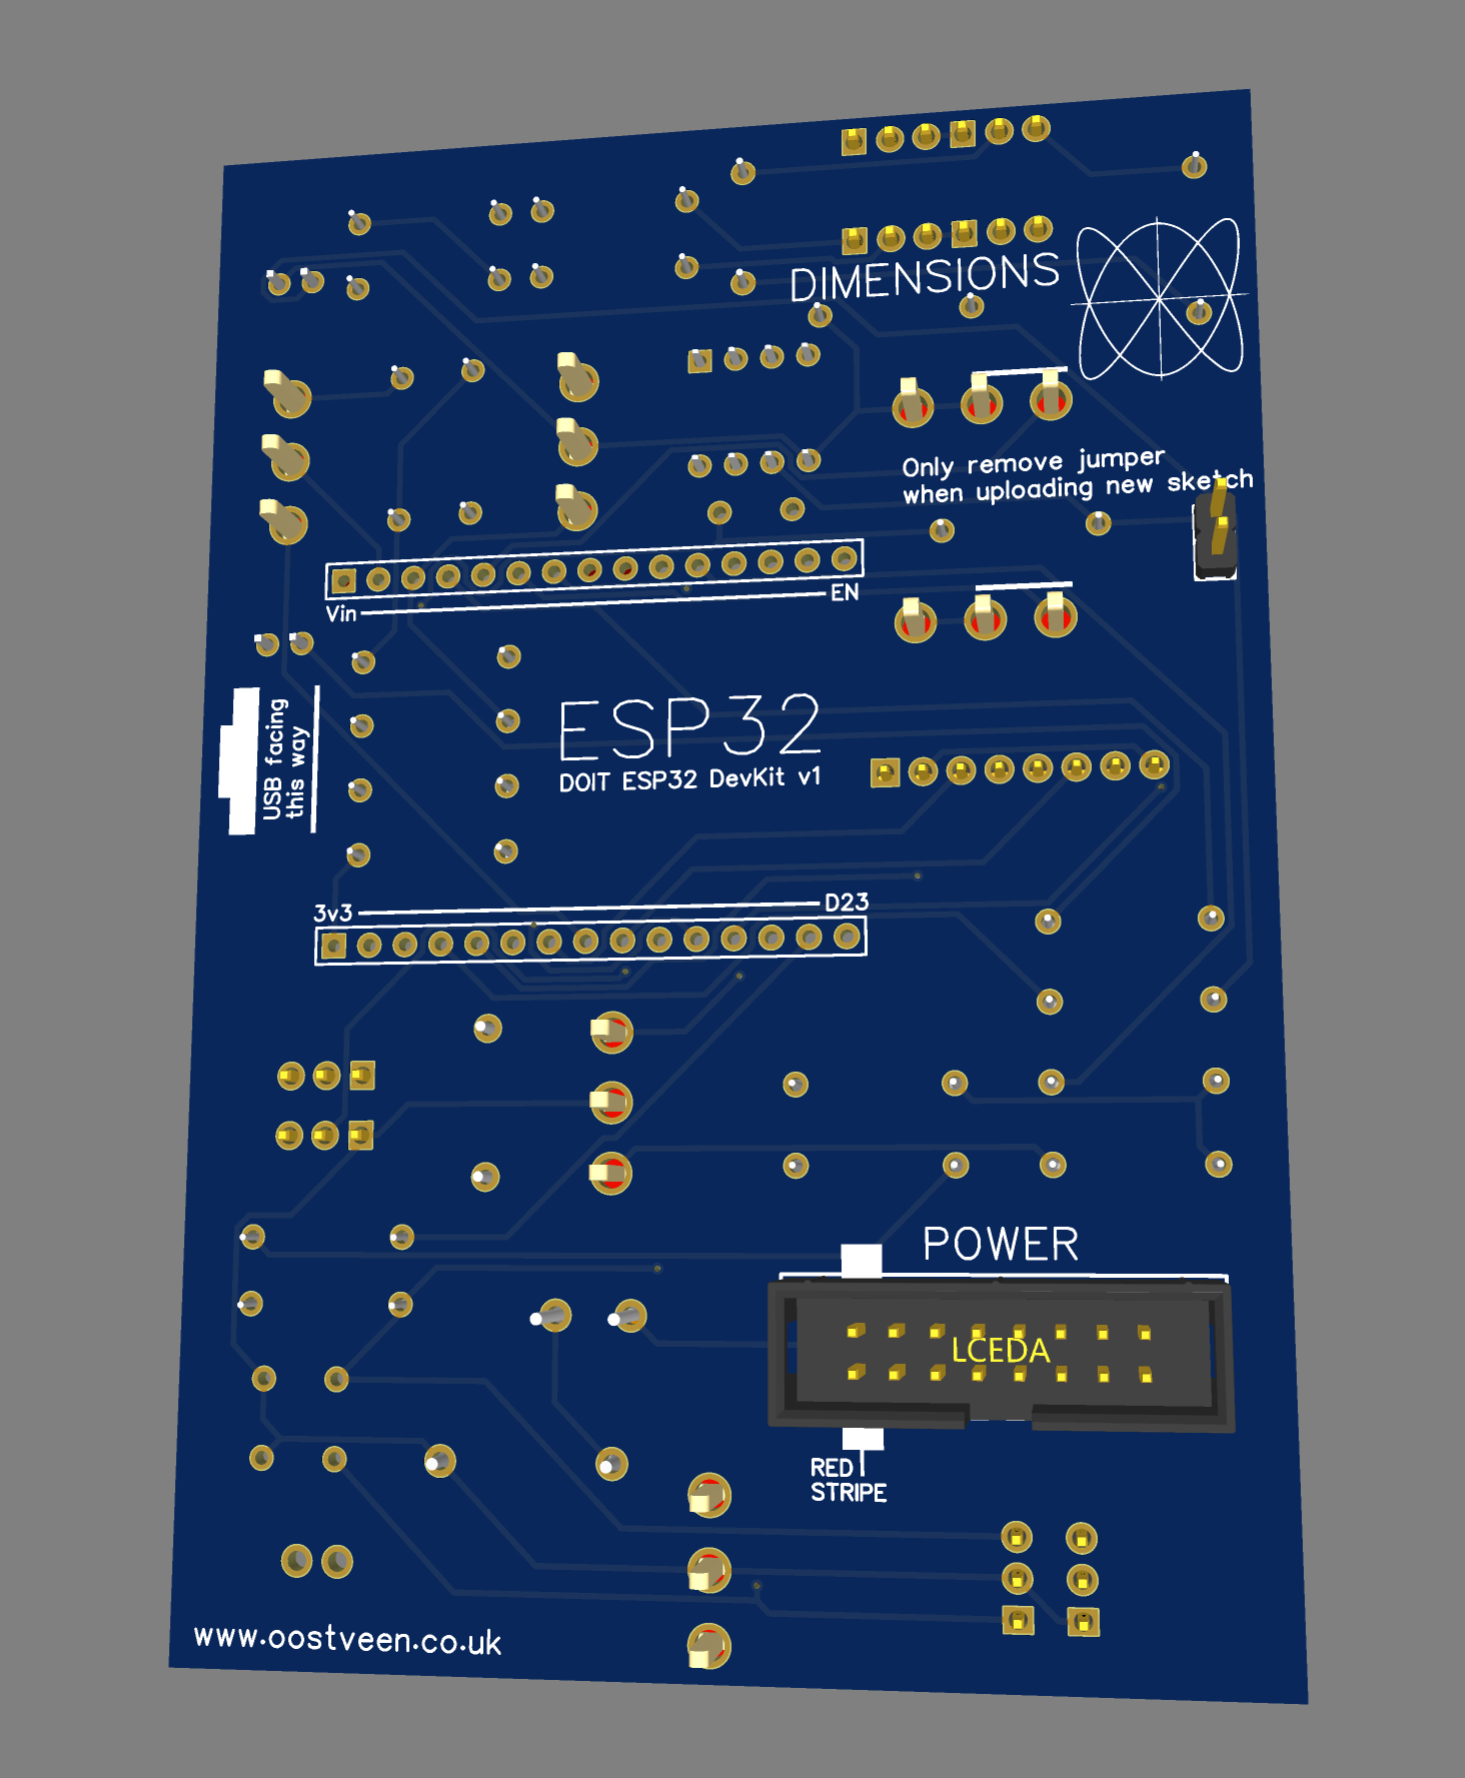 DIMENSIONS
Only remove jumper
when uploading new sketch
Vin
EN
USB facing
this way
ESP32
DOIT ESP32 DevKit v1
3v3
D23
POWER
LCEDA
RED
STRIPE
www.oostveen.co.uk